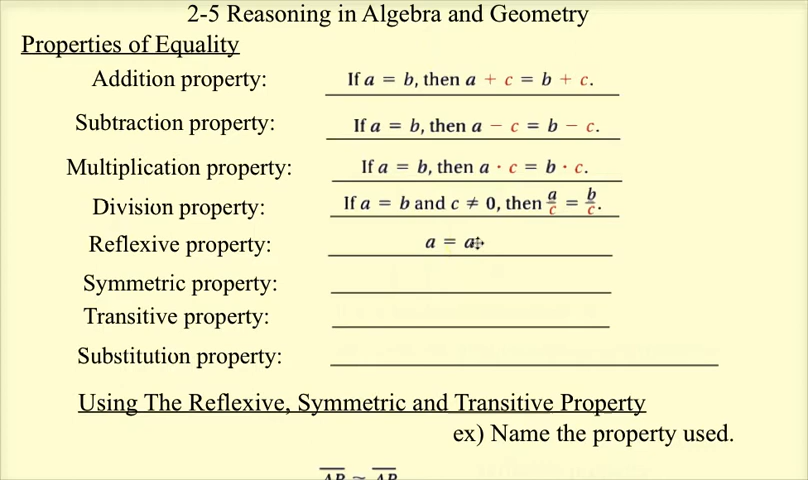 2-5 Reasoning in Algebra and Geometry
Properties of Equality
Addition property: If a = b, then a + c = b + c.
Subtraction property: If a = b, then a − c = b − c.
Multiplication property: If a = b, then a · c = b · c.
Division property: If a = b and c ≠ 0, then a/c = b/c.
Reflexive property: a = a
Symmetric property:
Transitive property:
Substitution property:
Using The Reflexive, Symmetric and Transitive Property
ex) Name the property used.